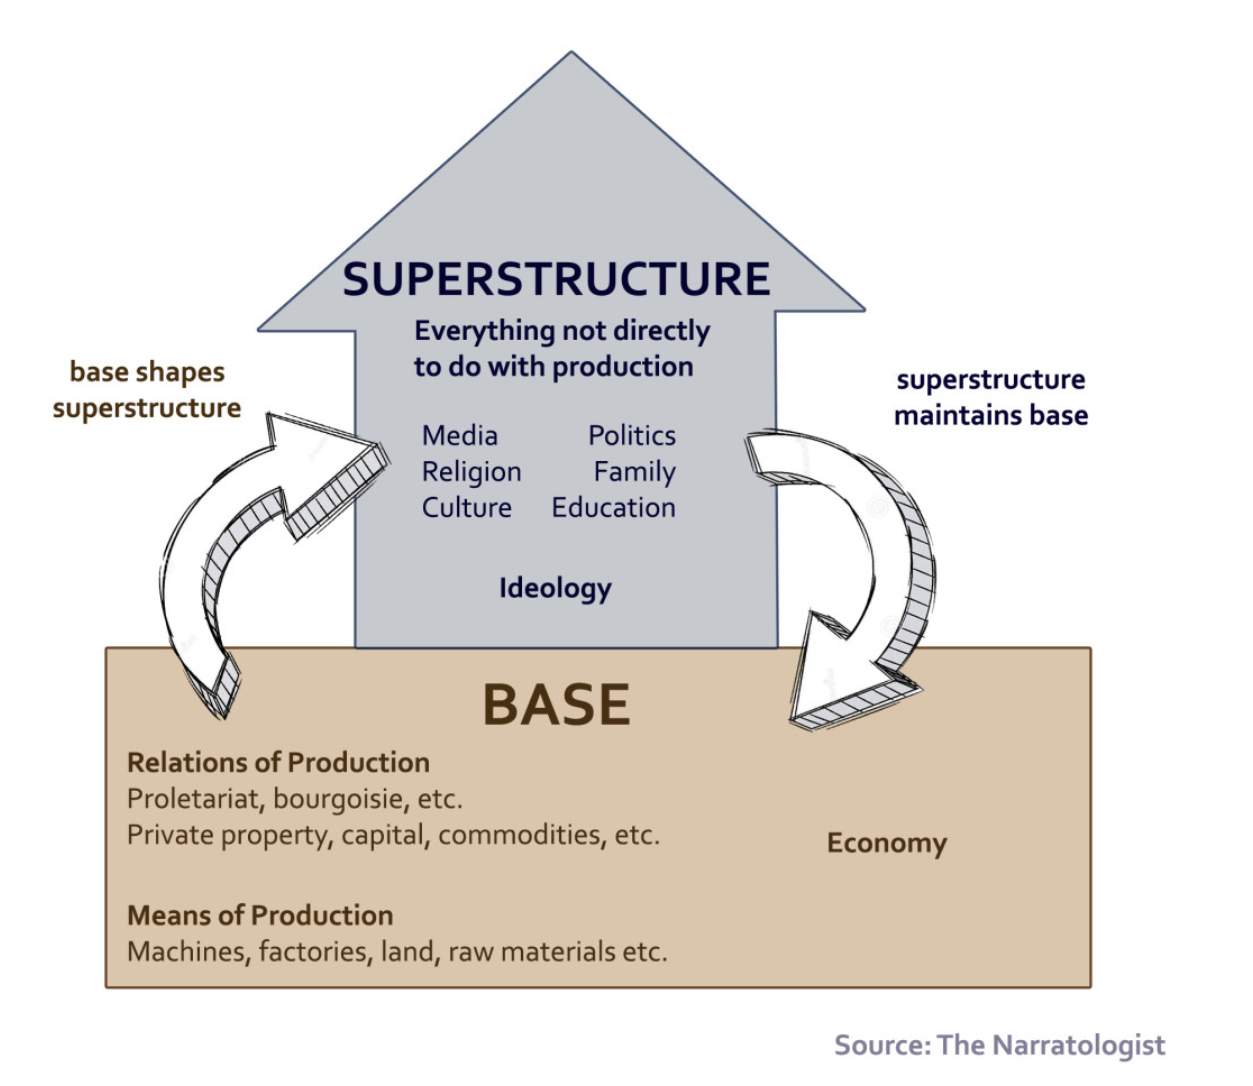 SUPERSTRUCTURE
Everything not directly
to do with production
base shapes
superstructure
superstructure
maintains base
Media Politics
Religion Family
Culture Education
Ideology
BASE
Relations of Production
Proletariat, bourgoisie, etc.
Private property, capital, commodities, etc.
Economy
Means of Production
Machines, factories, land, raw materials etc.
Source: The Narratologist